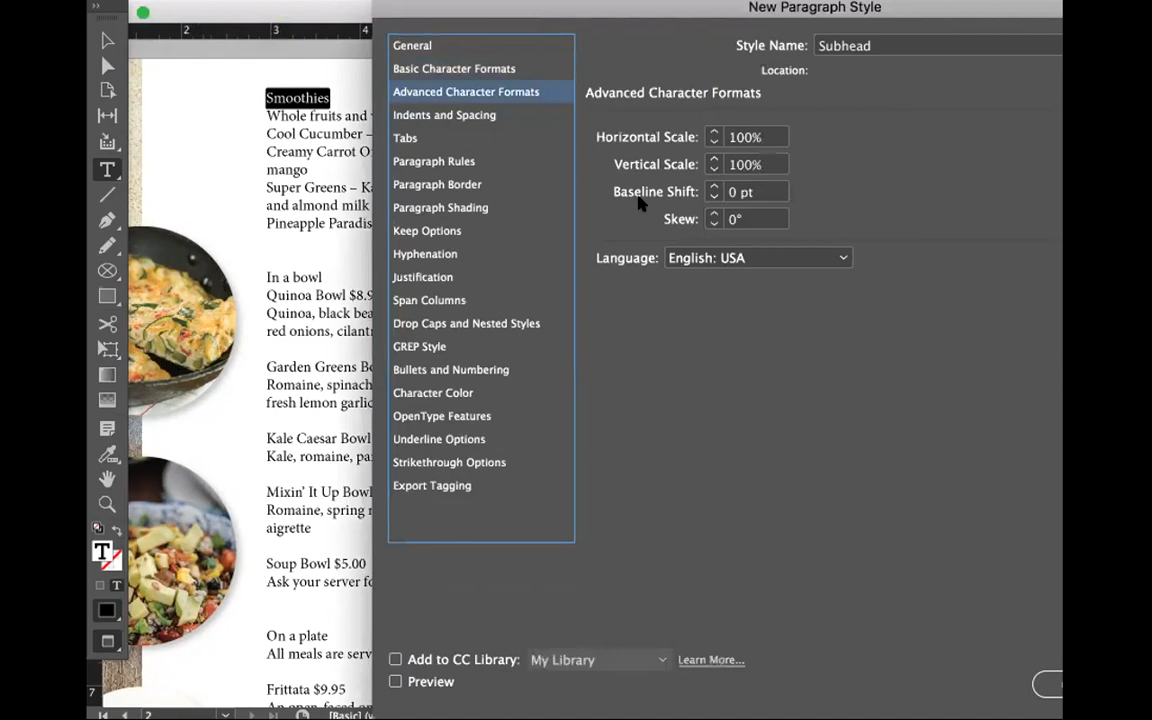 New Paragraph Style
2
3
4
General
Basic Character Formats
Advanced Character Formats
Indents and Spacing
Tabs
Paragraph Rules
Paragraph Border
Paragraph Shading
Keep Options
Hyphenation
Justification
Span Columns
Drop Caps and Nested Styles
GREP Style
Bullets and Numbering
Character Color
OpenType Features
Underline Options
Strikethrough Options
Export Tagging
Style Name: Subhead
Location:
Advanced Character Formats
Horizontal Scale: 100%
Vertical Scale: 100%
Baseline Shift: 0 pt
Skew: 0°
Language: English: USA
Add to CC Library: My Library Learn More...
Preview
Smoothies
Whole fruits and
Cool Cucumber –
Creamy Carrot O
mango
Super Greens – Ka
and almond milk
Pineapple Paradis
In a bowl
Quinoa Bowl $8.9
Quinoa, black bea
red onions, cilant
Garden Greens Bo
Romaine, spinach
fresh lemon garlic
Kale Caesar Bowl
Kale, romaine, pa
Mixin' It Up Bowl
Romaine, spring
aigrette
Soup Bowl $5.00
Ask your server fo
On a plate
All meals are serv
Frittata $9.95
7
2
[Basic]